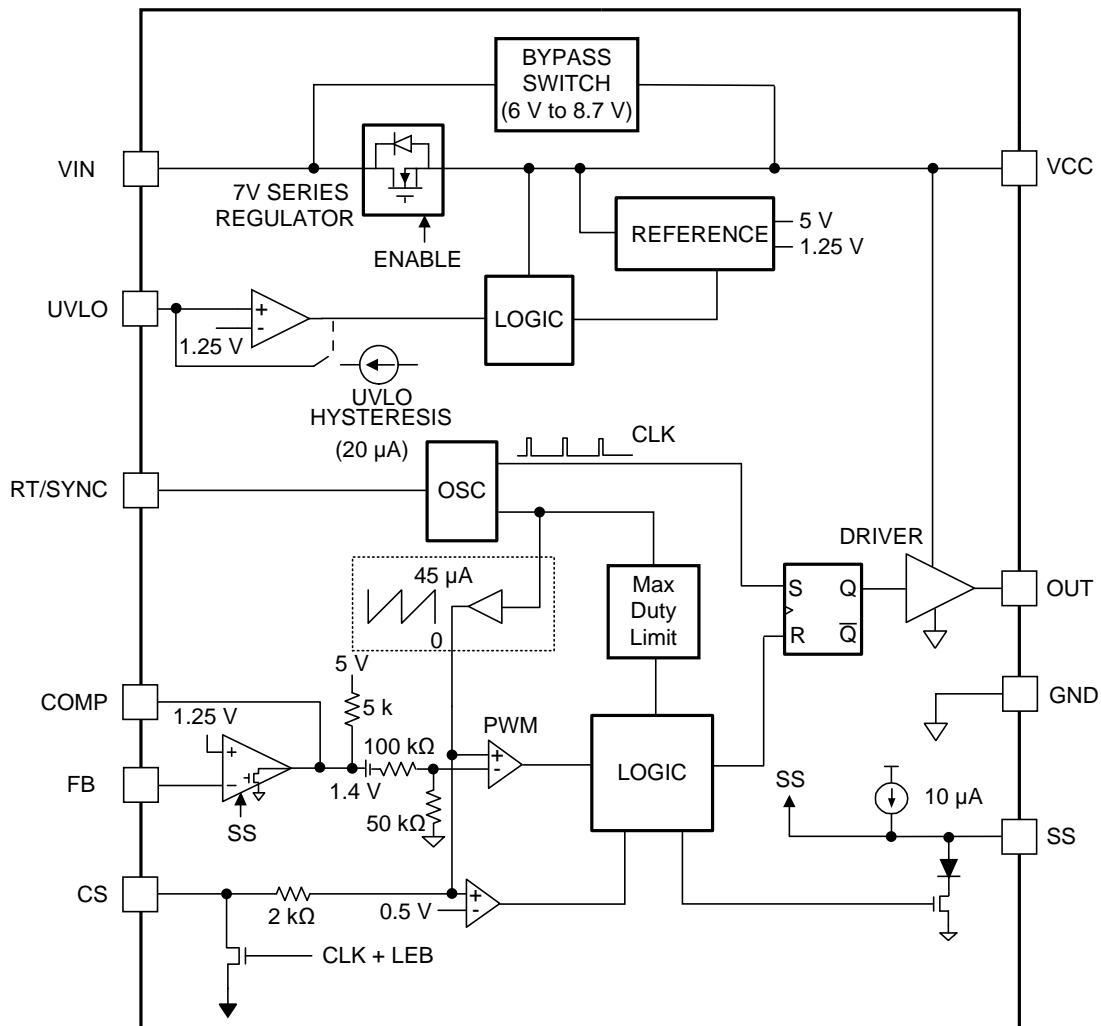 BYPASS
SWITCH
(6 V to 8.7 V)
VIN
VCC
7V SERIES
REGULATOR
ENABLE
REFERENCE
5 V
1.25 V
UVLO
+
-
1.25 V
LOGIC
UVLO
HYSTERESIS
(20 µA)
CLK
RT/SYNC
OSC
DRIVER
45 µA
0
Max
Duty
Limit
S
Q
R
Q
OUT
5 V
5 k
COMP
1.25 V
+
-
FB
SS
1.4 V
100 kΩ
50 kΩ
PWM
+
-
LOGIC
GND
SS
10 µA
SS
CS
2 kΩ
0.5 V
+
-
CLK + LEB